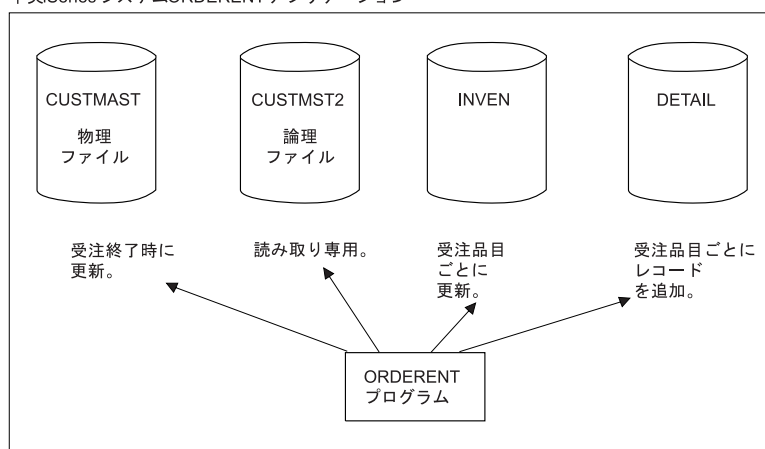 CUSTMAST
物理
ファイル
CUSTMST2
論理
ファイル
INVEN
DETAIL
受注終了時に
更新。
読み取り専用。
受注品目
ごとに
更新。
受注品目ごとに
レコード
を追加。
ORDERENT
プログラム